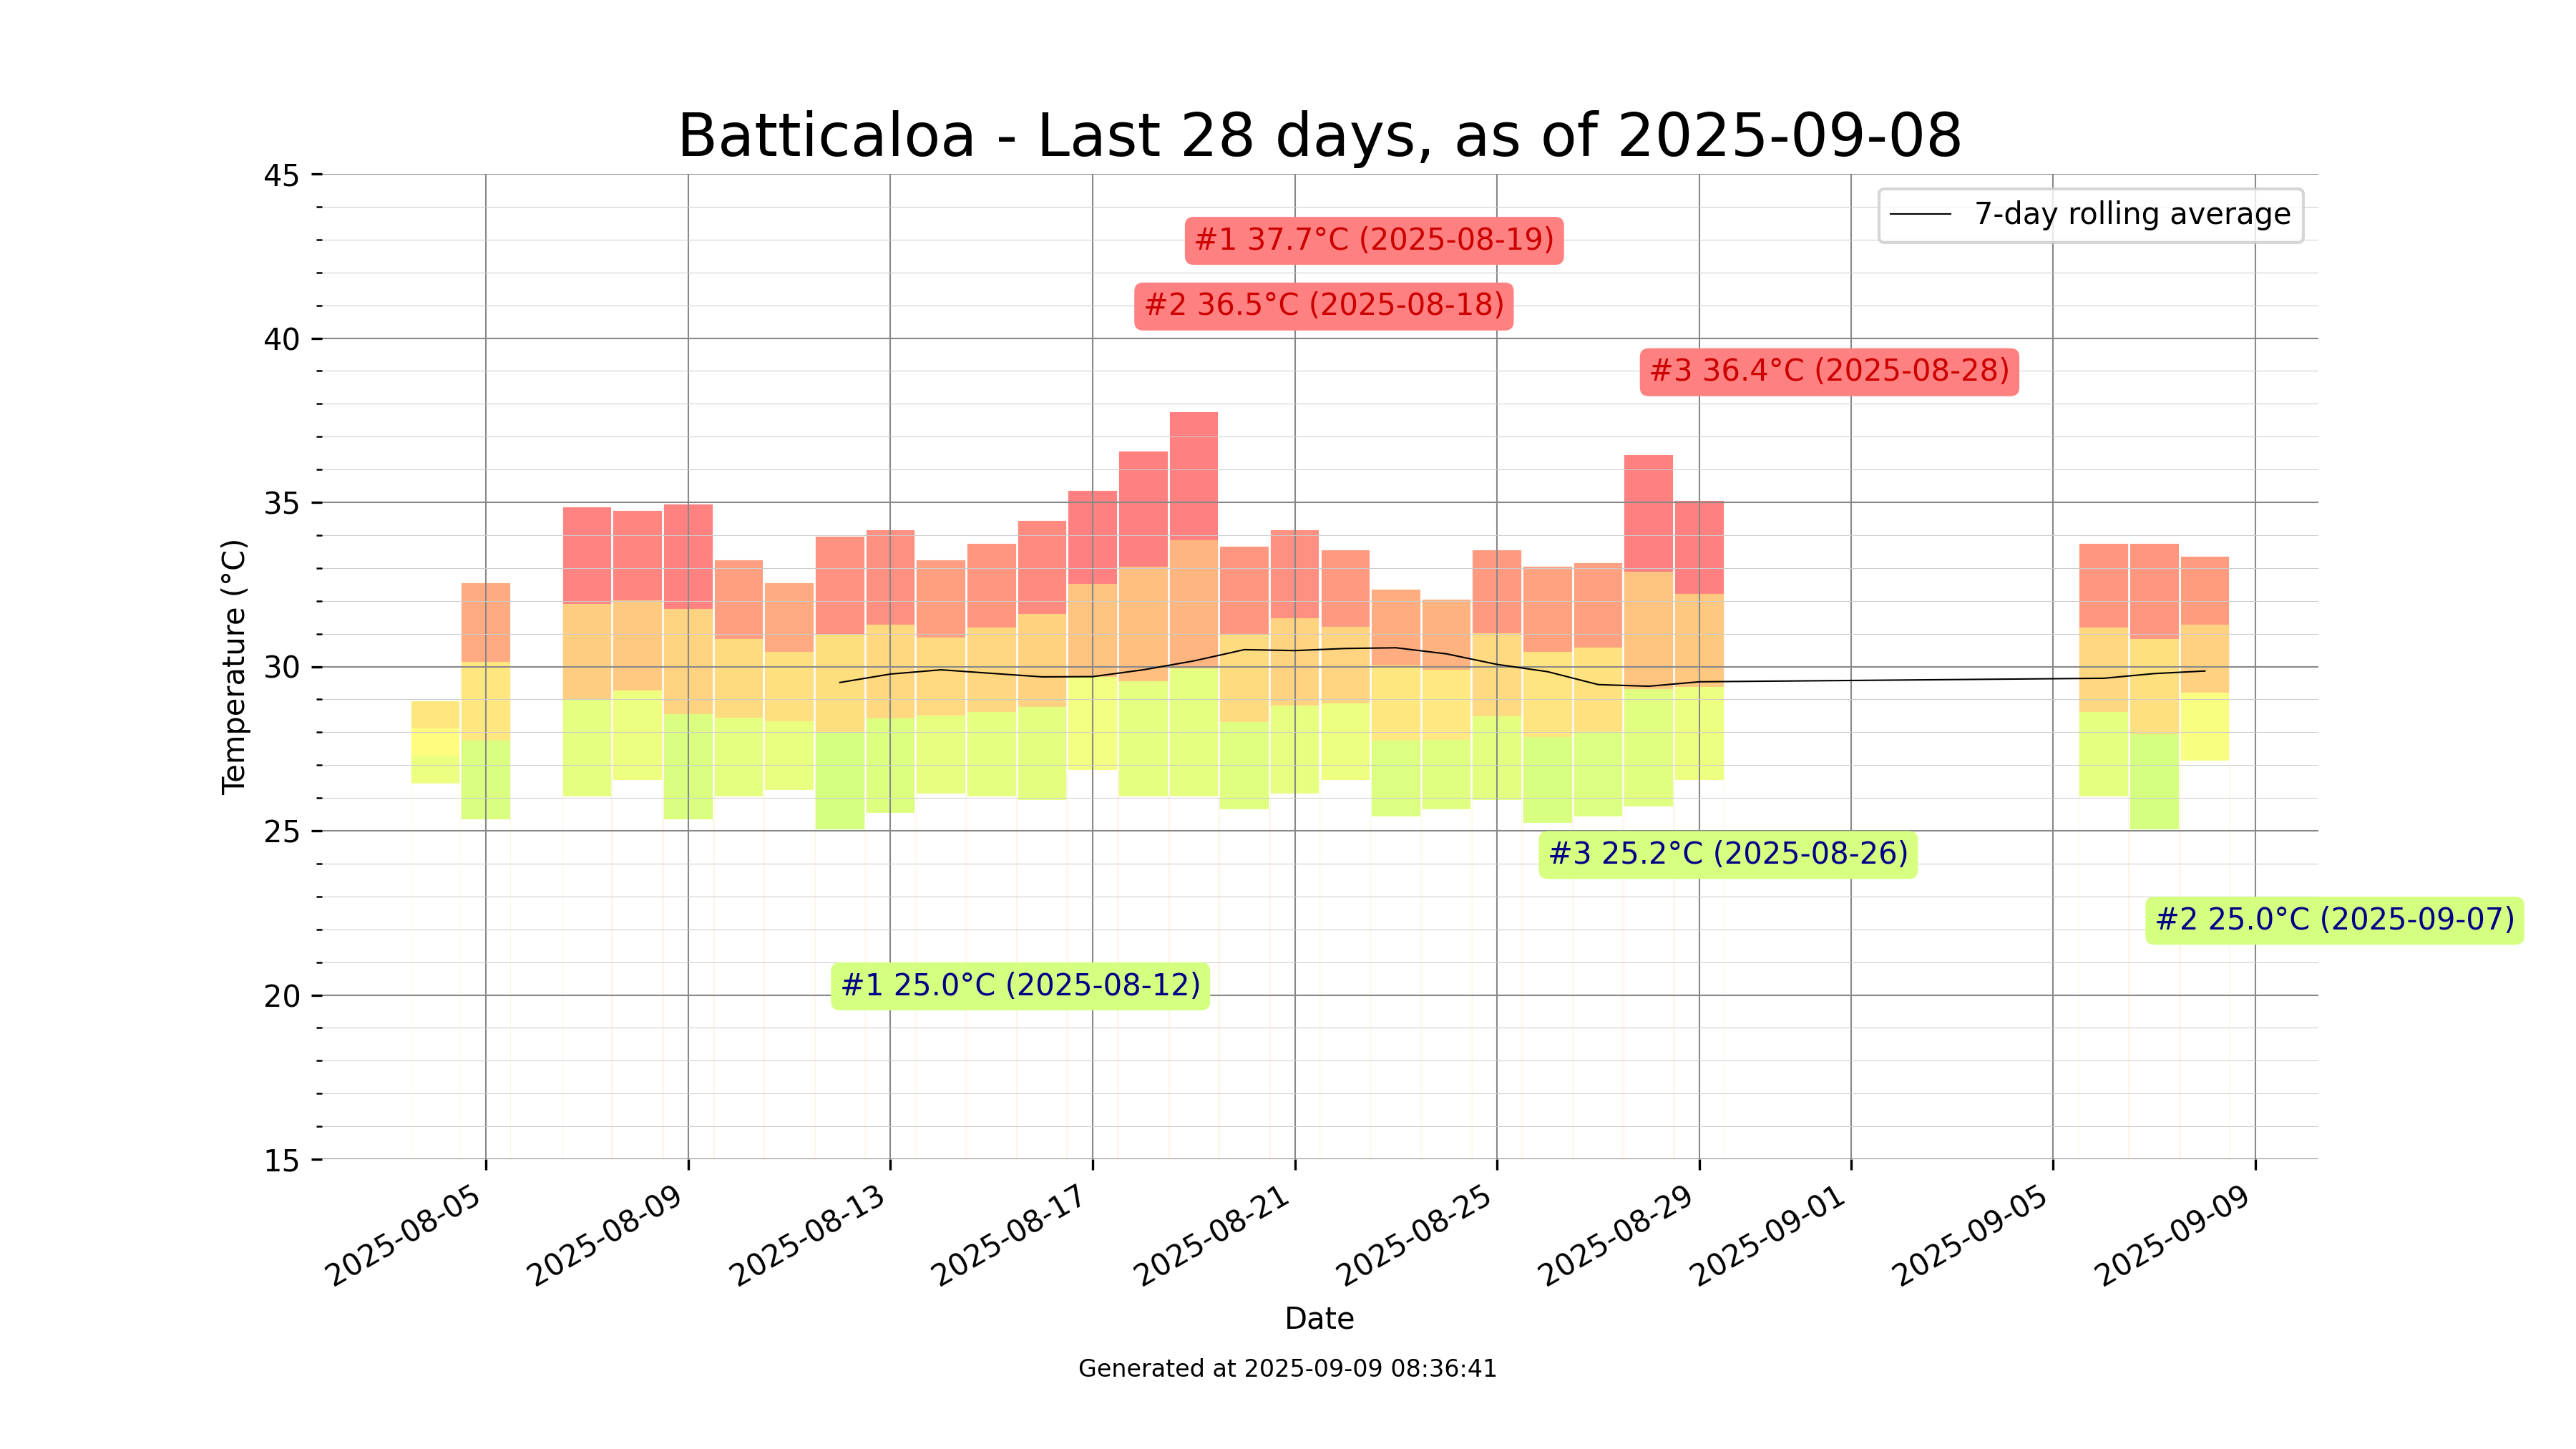 Batticaloa - Last 28 days, as of 2025-09-08
7-day rolling average
#1 37.7°C (2025-08-19)
#2 36.5°C (2025-08-18)
#3 36.4°C (2025-08-28)
#3 25.2°C (2025-08-26)
#2 25.0°C (2025-09-07)
#1 25.0°C (2025-08-12)
Temperature (°C)
45
40
35
30
25
20
15
2025-08-05
2025-08-09
2025-08-13
2025-08-17
2025-08-21
2025-08-25
2025-08-29
2025-09-01
2025-09-05
2025-09-09
Date
Generated at 2025-09-09 08:36:41